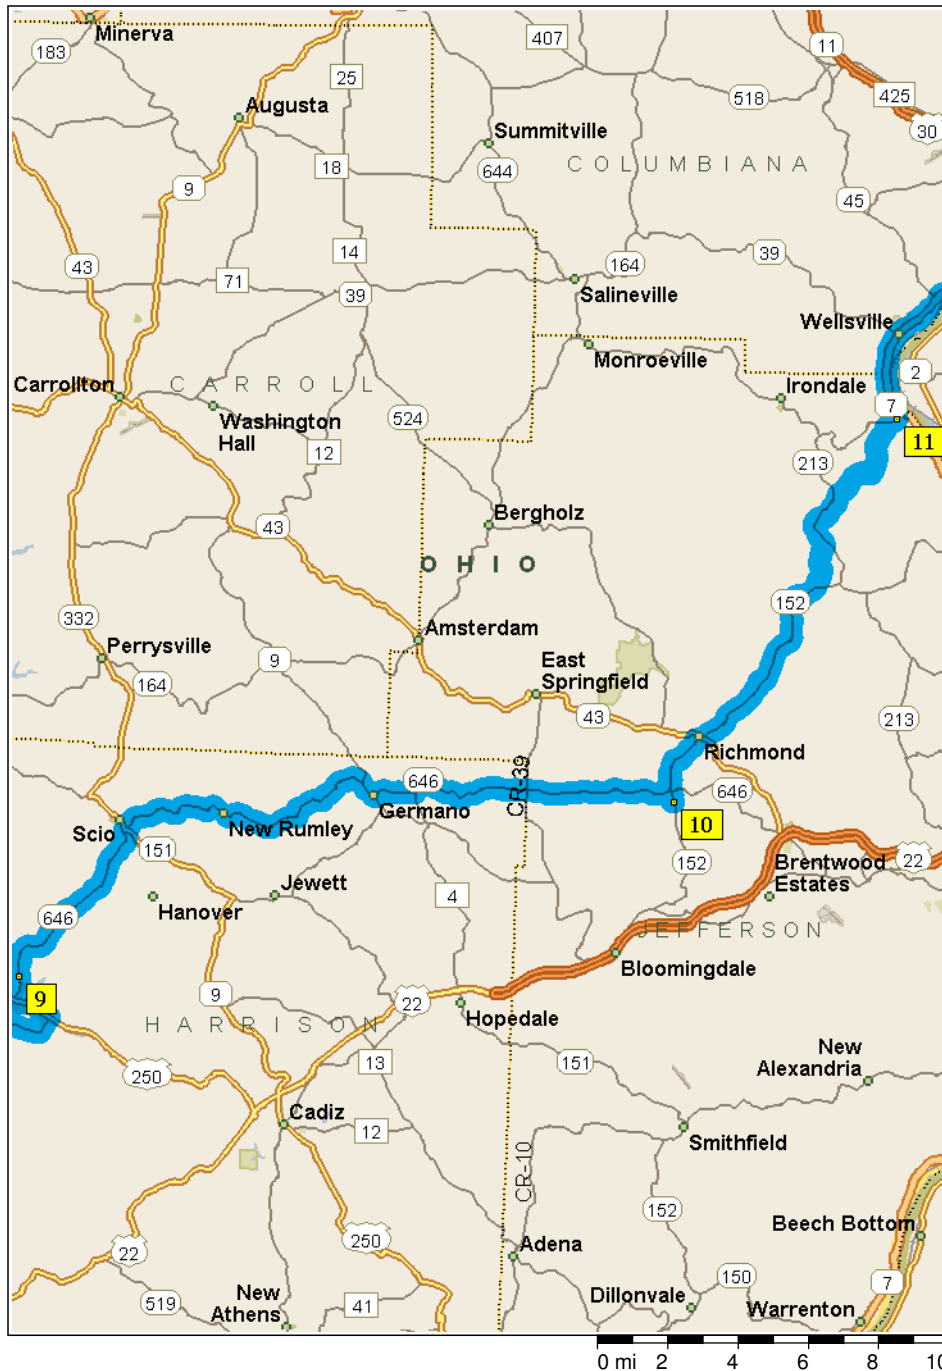 Minerva
183
407
11
25
518
425
Augusta
30
Summitville
COLUMBIANA
18
644
9
45
14
39
43
164
71
39
Salineville
Wellsville
Monroeville
2
Carrollton
CARROLL
Irondale
7
Washington
Hall
524
11
12
213
Bergholz
43
OHIO
152
332
Amsterdam
Perrysville
9
East
Springfield
164
43
213
Richmond
646
CR-39
646
Germano
Scio
New Rumley
10
151
152
Brentwood
Estates
22
Jewett
Hanover
4
646
JEFFERSON
Bloomingdale
9
9
22
Hopedale
HARRISON
New
Alexandria
13
151
250
Cadiz
12
Smithfield
CR-10
152
Beech Bottom
22
250
Adena
7
150
New
Athens
519
41
Dillonvale
Warrenton
0 mi 2 4 6 8 10